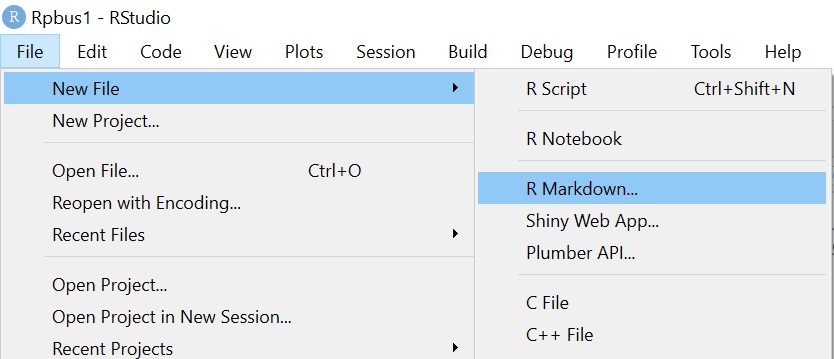 R Rpbus1 - RStudio
File Edit Code View Plots Session Build Debug Profile Tools Help
New File
New Project...
Open File... Ctrl+O
Reopen with Encoding...
Recent Files
Open Project...
Open Project in New Session...
Recent Projects
R Script Ctrl+Shift+N
R Notebook
R Markdown...
Shiny Web App...
Plumber API...
C File
C++ File